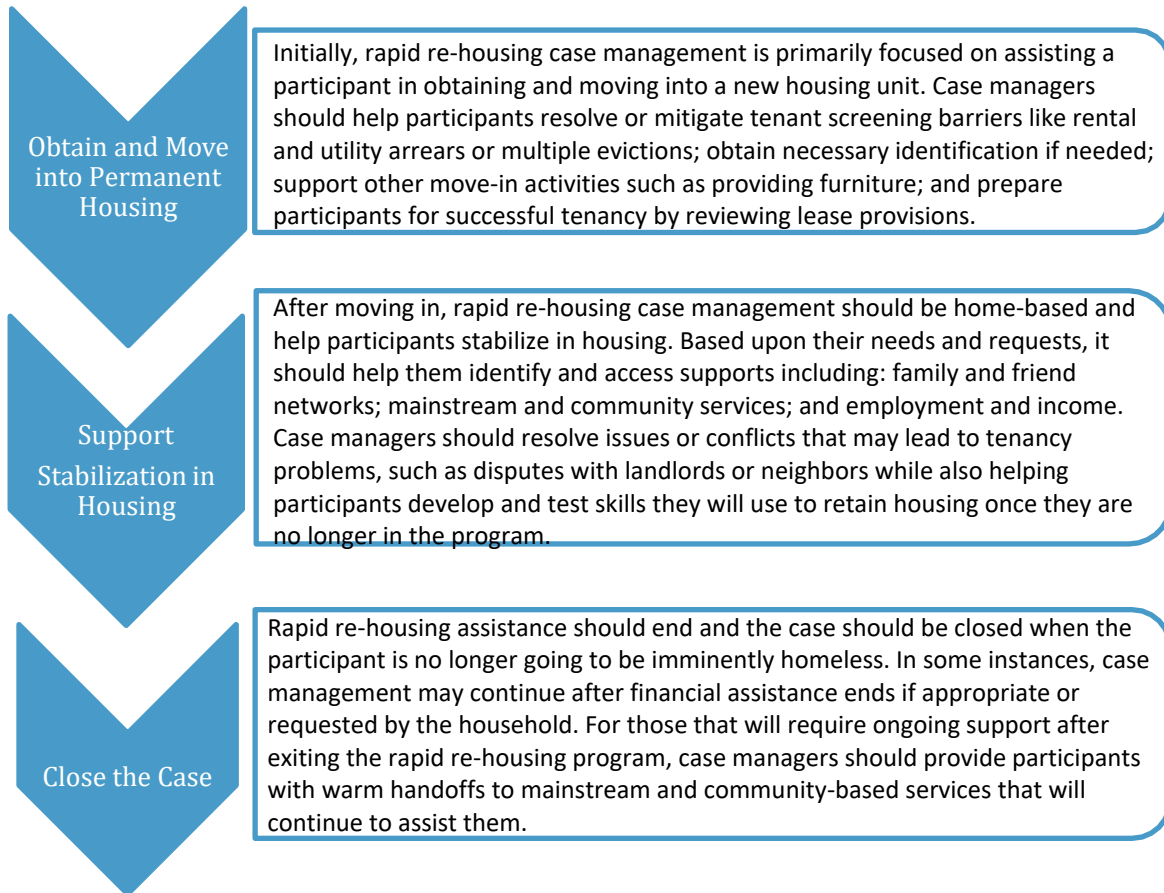 Obtain and Move
into Permanent
Housing
Initially, rapid re-housing case management is primarily focused on assisting a
participant in obtaining and moving into a new housing unit. Case managers
should help participants resolve or mitigate tenant screening barriers like rental
and utility arrears or multiple evictions; obtain necessary identification if needed;
support other move-in activities such as providing furniture; and prepare
participants for successful tenancy by reviewing lease provisions.
Support
Stabilization in
Housing
After moving in, rapid re-housing case management should be home-based and
help participants stabilize in housing. Based upon their needs and requests, it
should help them identify and access supports including: family and friend
networks; mainstream and community services; and employment and income.
Case managers should resolve issues or conflicts that may lead to tenancy
problems, such as disputes with landlords or neighbors while also helping
participants develop and test skills they will use to retain housing once they are
no longer in the program.
Close the Case
Rapid re-housing assistance should end and the case should be closed when the
participant is no longer going to be imminently homeless. In some instances, case
management may continue after financial assistance ends if appropriate or
requested by the household. For those that will require ongoing support after
exiting the rapid re-housing program, case managers should provide participants
with warm handoffs to mainstream and community-based services that will
continue to assist them.